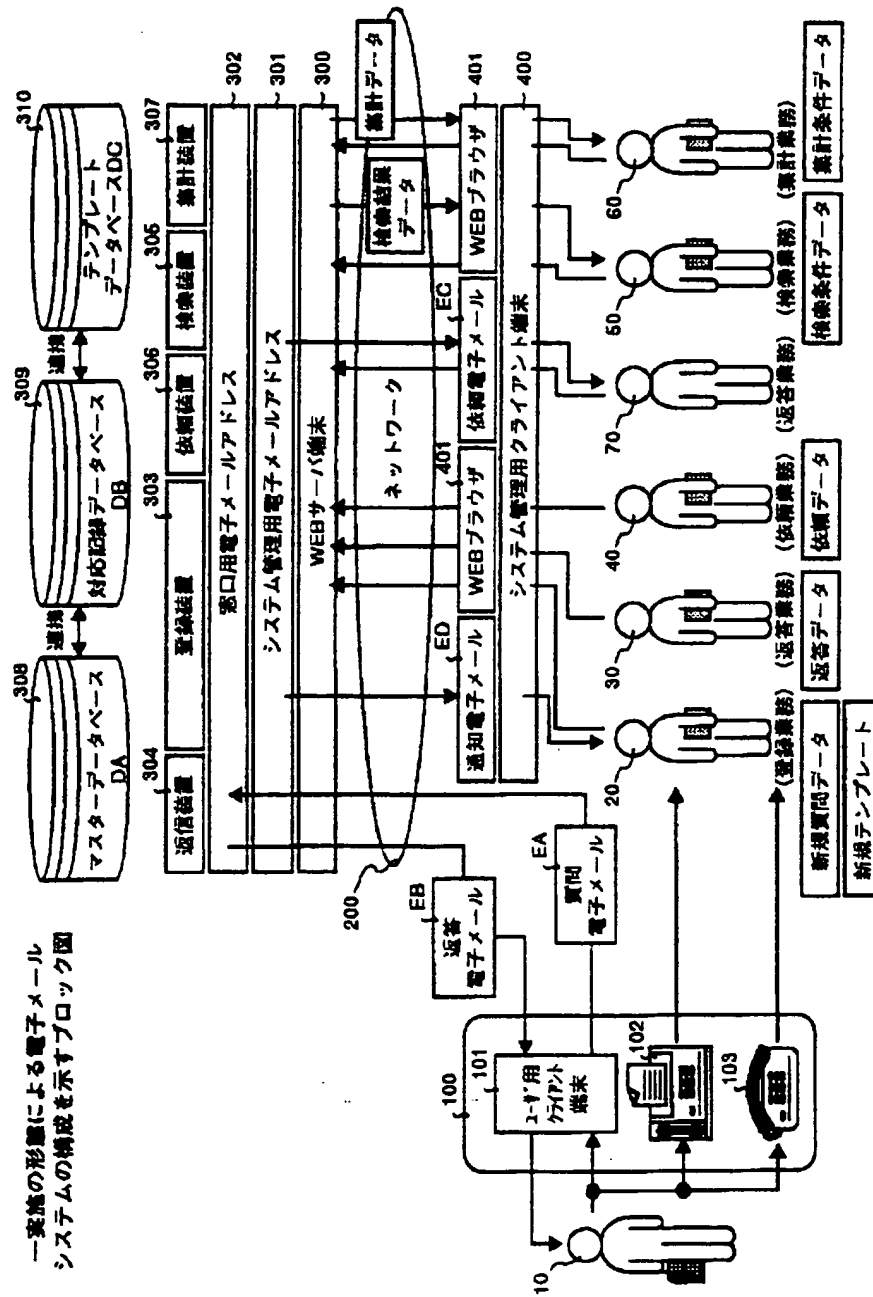 一実施の形態による電子メール
システムの構成を示すブロック図
308
マスターデータベース
DA
連携
309
対応記録データベース
DB
連携
310
テンプレート
データベースDC
304
返信装置
303
登録装置
306
依頼装置
305
検索装置
307
集計装置
窓口用電子メールアドレス
302
システム管理用電子メールアドレス
301
WEBサーバ端末
300
ネットワーク
200
検索結果
データ
集計データ
EB
返答
電子メール
EA
質問
電子メール
ED
通知電子メール
401
WEBブラウザ
EC
依頼電子メール
WEBブラウザ
401
システム管理用クライアント端末
400
100
101
ユーザ用
クライアント
端末
102
103
10
20
30
40
70
50
60
(登録業務)
(返答業務)
(依頼業務)
(返答業務)
(検索業務)
(集計業務)
新規質問データ
新規テンプレート
返答データ
依頼データ
検索条件データ
集計条件データ